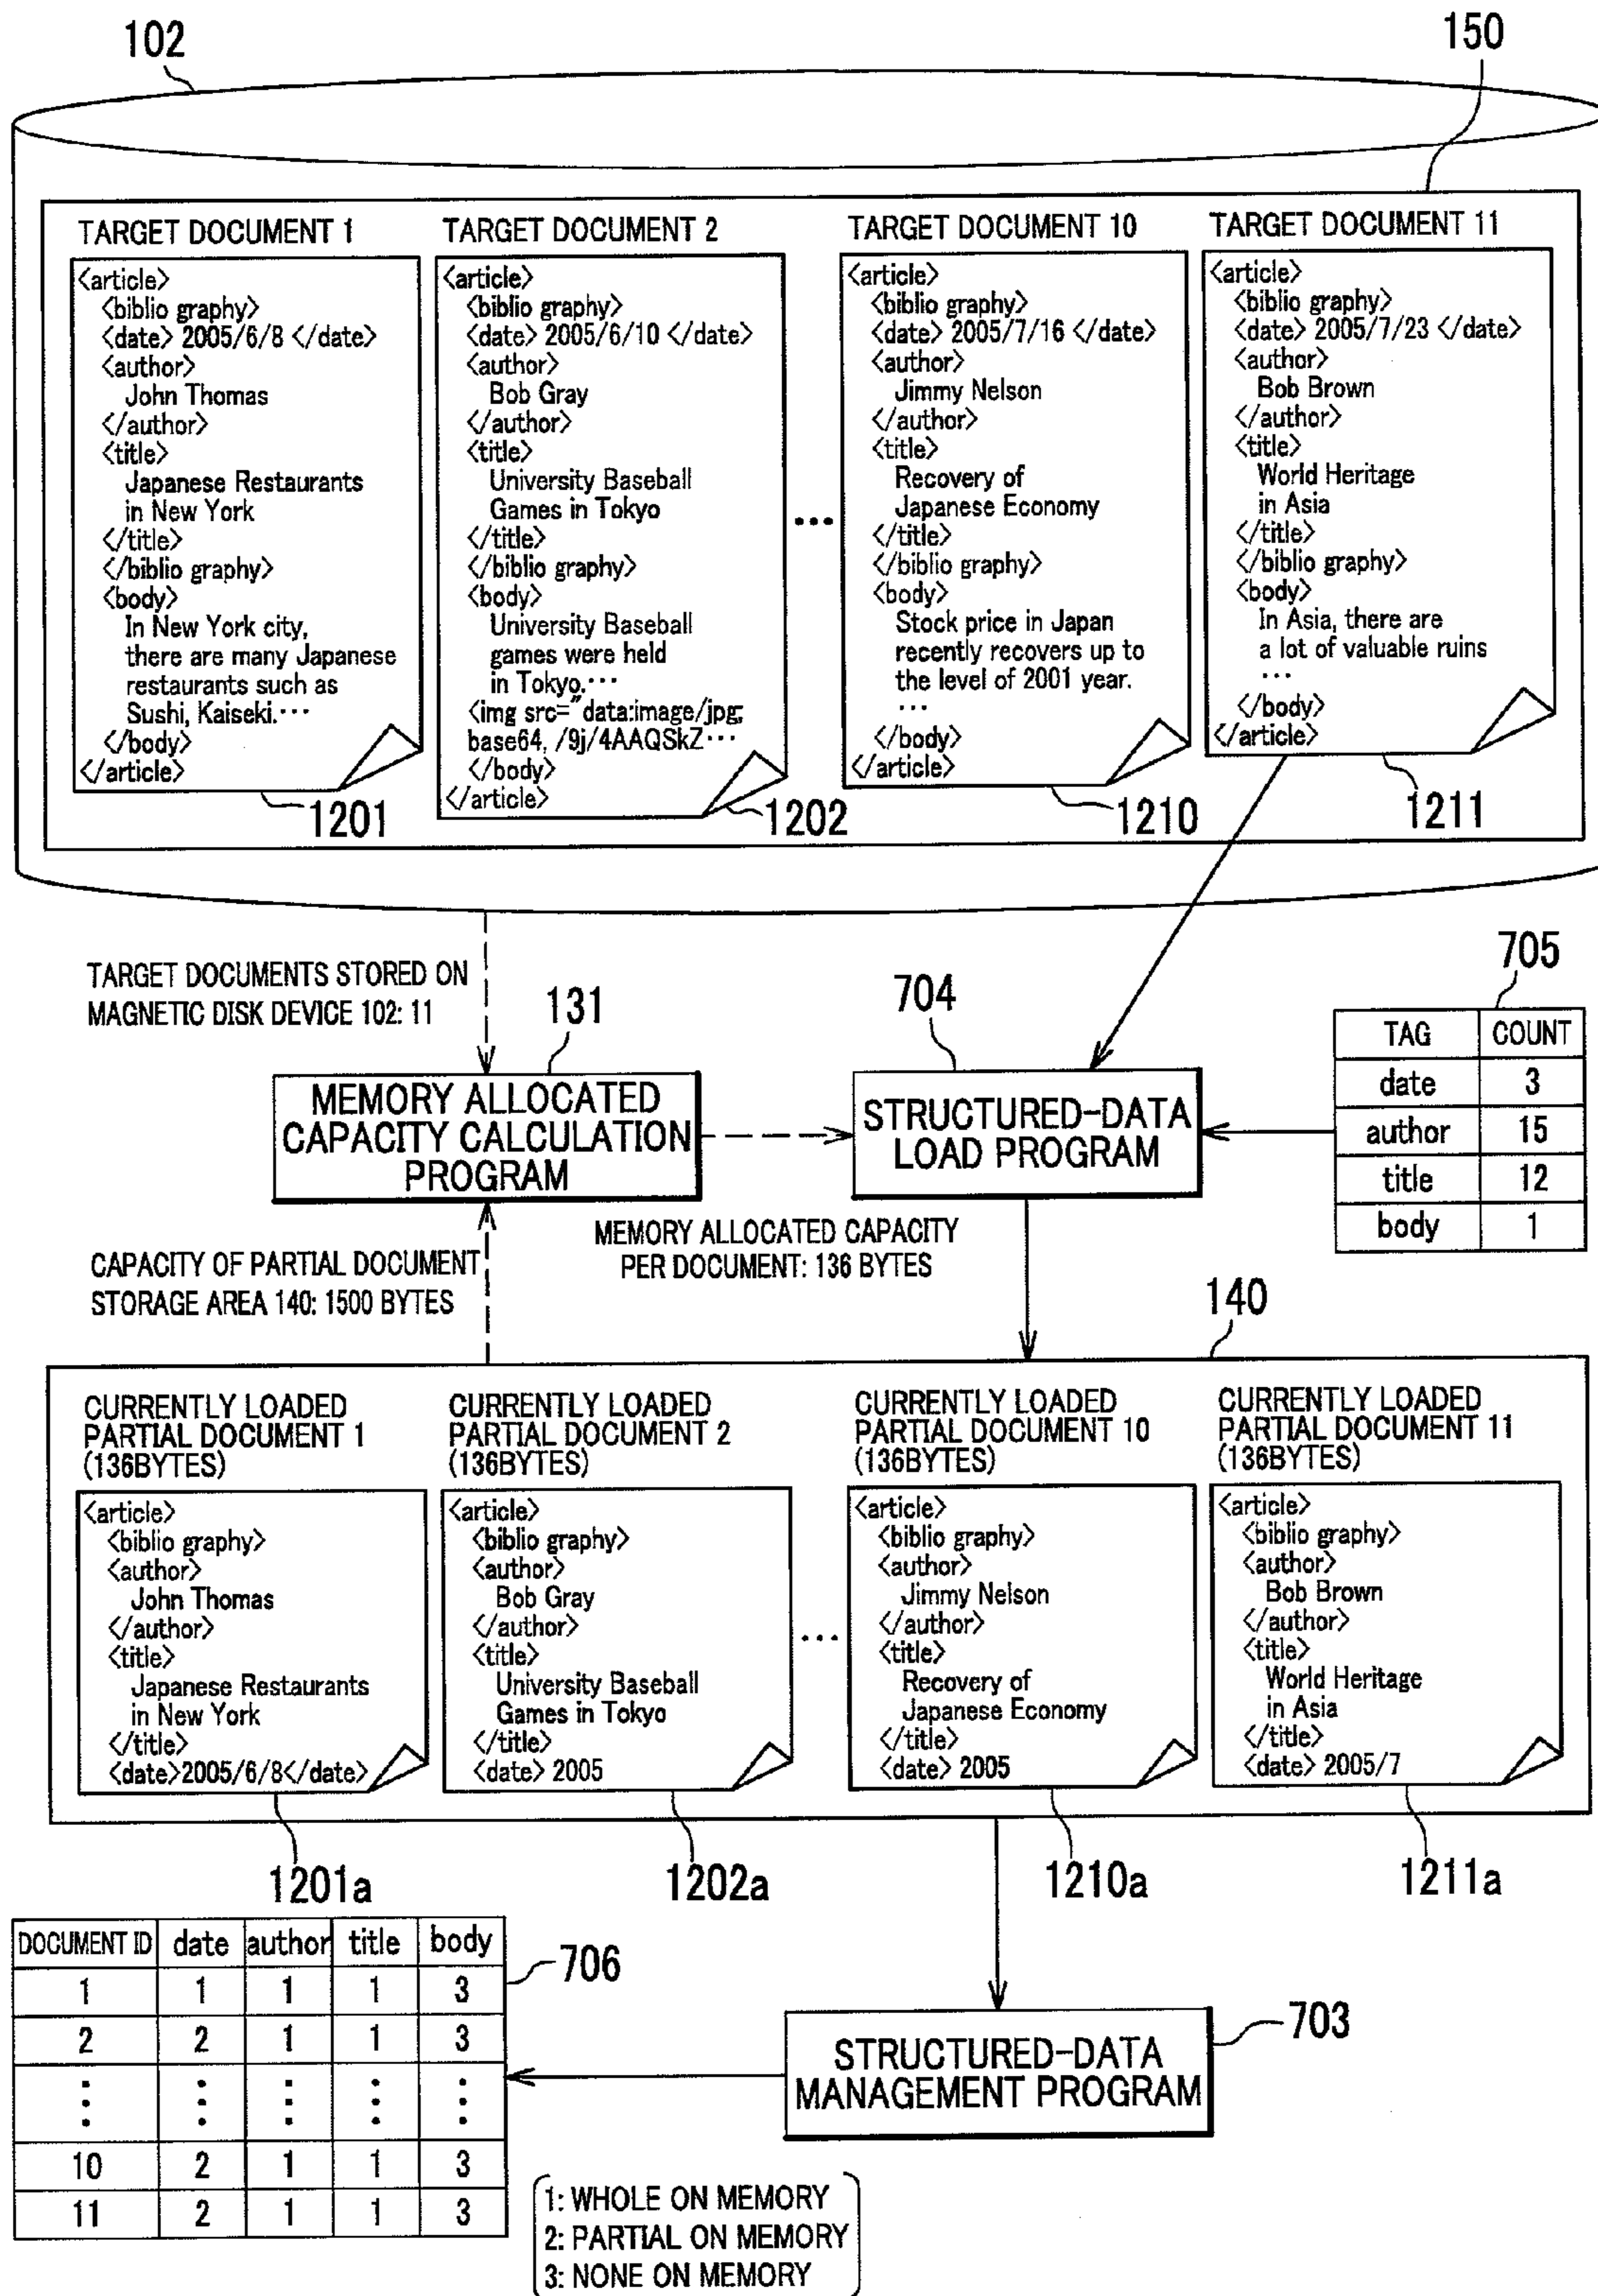 102
150
TARGET DOCUMENT 1
<article>
<biblio graphy>
<date> 2005/6/8 </date>
<author>
John Thomas
</author>
<title>
Japanese Restaurants
in New York
</title>
</biblio graphy>
<body>
In New York city,
there are many Japanese
restaurants such as
Sushi, Kaiseki.···
</body>
</article>
1201
TARGET DOCUMENT 2
<article>
<biblio graphy>
<date> 2005/6/10 </date>
<author>
Bob Gray
</author>
<title>
University Baseball
Games in Tokyo
</title>
</biblio graphy>
<body>
University Baseball
games were held
in Tokyo.···
<img src="data:image/jpg;
base64, /9j/4AAQSkZ···
</body>
</article>
1202
···
TARGET DOCUMENT 10
<article>
<biblio graphy>
<date> 2005/7/16 </date>
<author>
Jimmy Nelson
</author>
<title>
Recovery of
Japanese Economy
</title>
</biblio graphy>
<body>
Stock price in Japan
recently recovers up to
the level of 2001 year.
···
</body>
</article>
1210
TARGET DOCUMENT 11
<article>
<biblio graphy>
<date> 2005/7/23 </date>
<author>
Bob Brown
</author>
<title>
World Heritage
in Asia
</title>
</biblio graphy>
<body>
In Asia, there are
a lot of valuable ruins
···
</body>
</article>
1211
TARGET DOCUMENTS STORED ON
MAGNETIC DISK DEVICE 102: 11
131
MEMORY ALLOCATED
CAPACITY CALCULATION
PROGRAM
704
STRUCTURED-DATA
LOAD PROGRAM
705
TAG COUNT
date 3
author 15
title 12
body 1
CAPACITY OF PARTIAL DOCUMENT
STORAGE AREA 140: 1500 BYTES
MEMORY ALLOCATED CAPACITY
PER DOCUMENT: 136 BYTES
140
CURRENTLY LOADED
PARTIAL DOCUMENT 1
(136BYTES)
<article>
<biblio graphy>
<author>
John Thomas
</author>
<title>
Japanese Restaurants
in New York
</title>
<date>2005/6/8</date>
1201a
CURRENTLY LOADED
PARTIAL DOCUMENT 2
(136BYTES)
<article>
<biblio graphy>
<author>
Bob Gray
</author>
<title>
University Baseball
Games in Tokyo
</title>
<date> 2005
1202a
···
CURRENTLY LOADED
PARTIAL DOCUMENT 10
(136BYTES)
<article>
<biblio graphy>
<author>
Jimmy Nelson
</author>
<title>
Recovery of
Japanese Economy
</title>
<date> 2005
1210a
CURRENTLY LOADED
PARTIAL DOCUMENT 11
(136BYTES)
<article>
<biblio graphy>
<author>
Bob Brown
</author>
<title>
World Heritage
in Asia
</title>
<date> 2005/7
1211a
DOCUMENT ID date author title body
1 1 1 1 3
2 2 1 1 3
⋮ ⋮ ⋮ ⋮ ⋮
10 2 1 1 3
11 2 1 1 3
706
STRUCTURED-DATA
MANAGEMENT PROGRAM
703
1: WHOLE ON MEMORY
2: PARTIAL ON MEMORY
3: NONE ON MEMORY